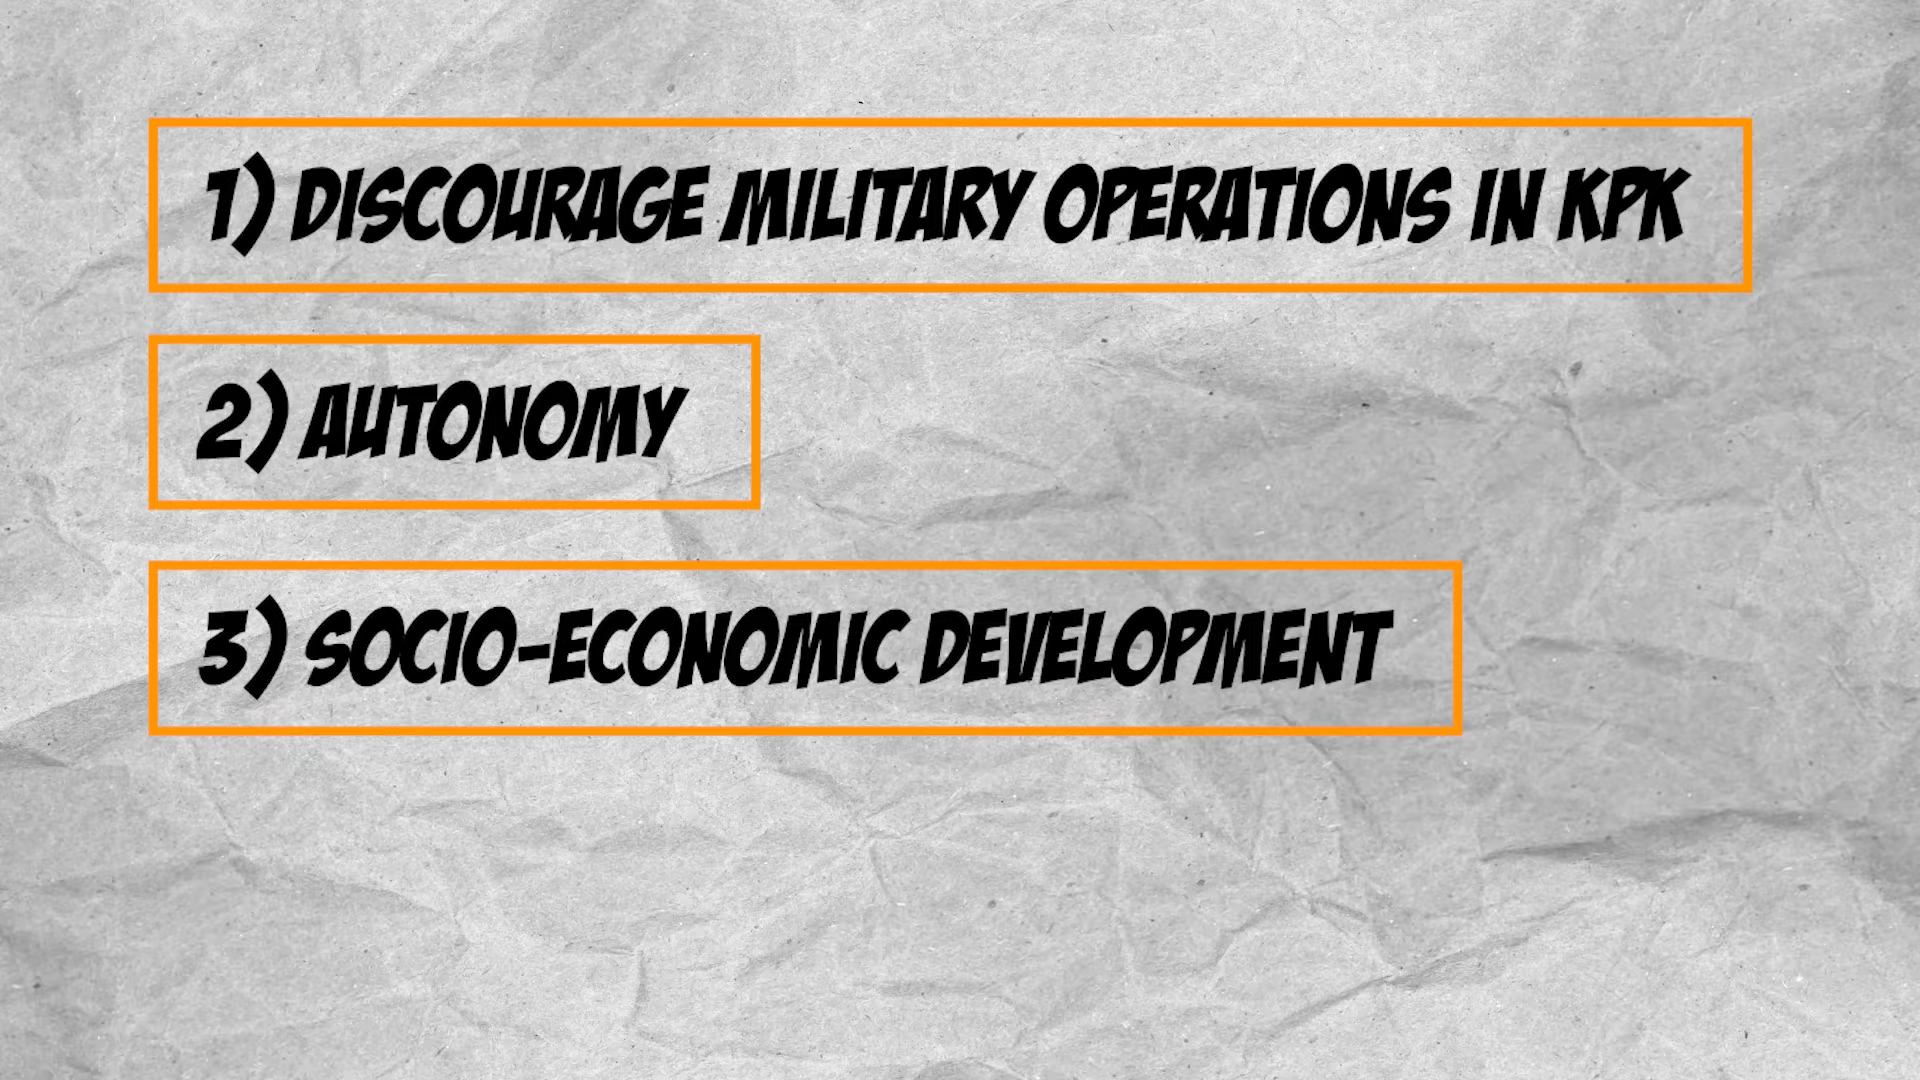 1) DISCOURAGE MILITARY OPERATIONS IN KPK
2) AUTONOMY
3) SOCIO-ECONOMIC DEVELOPMENT